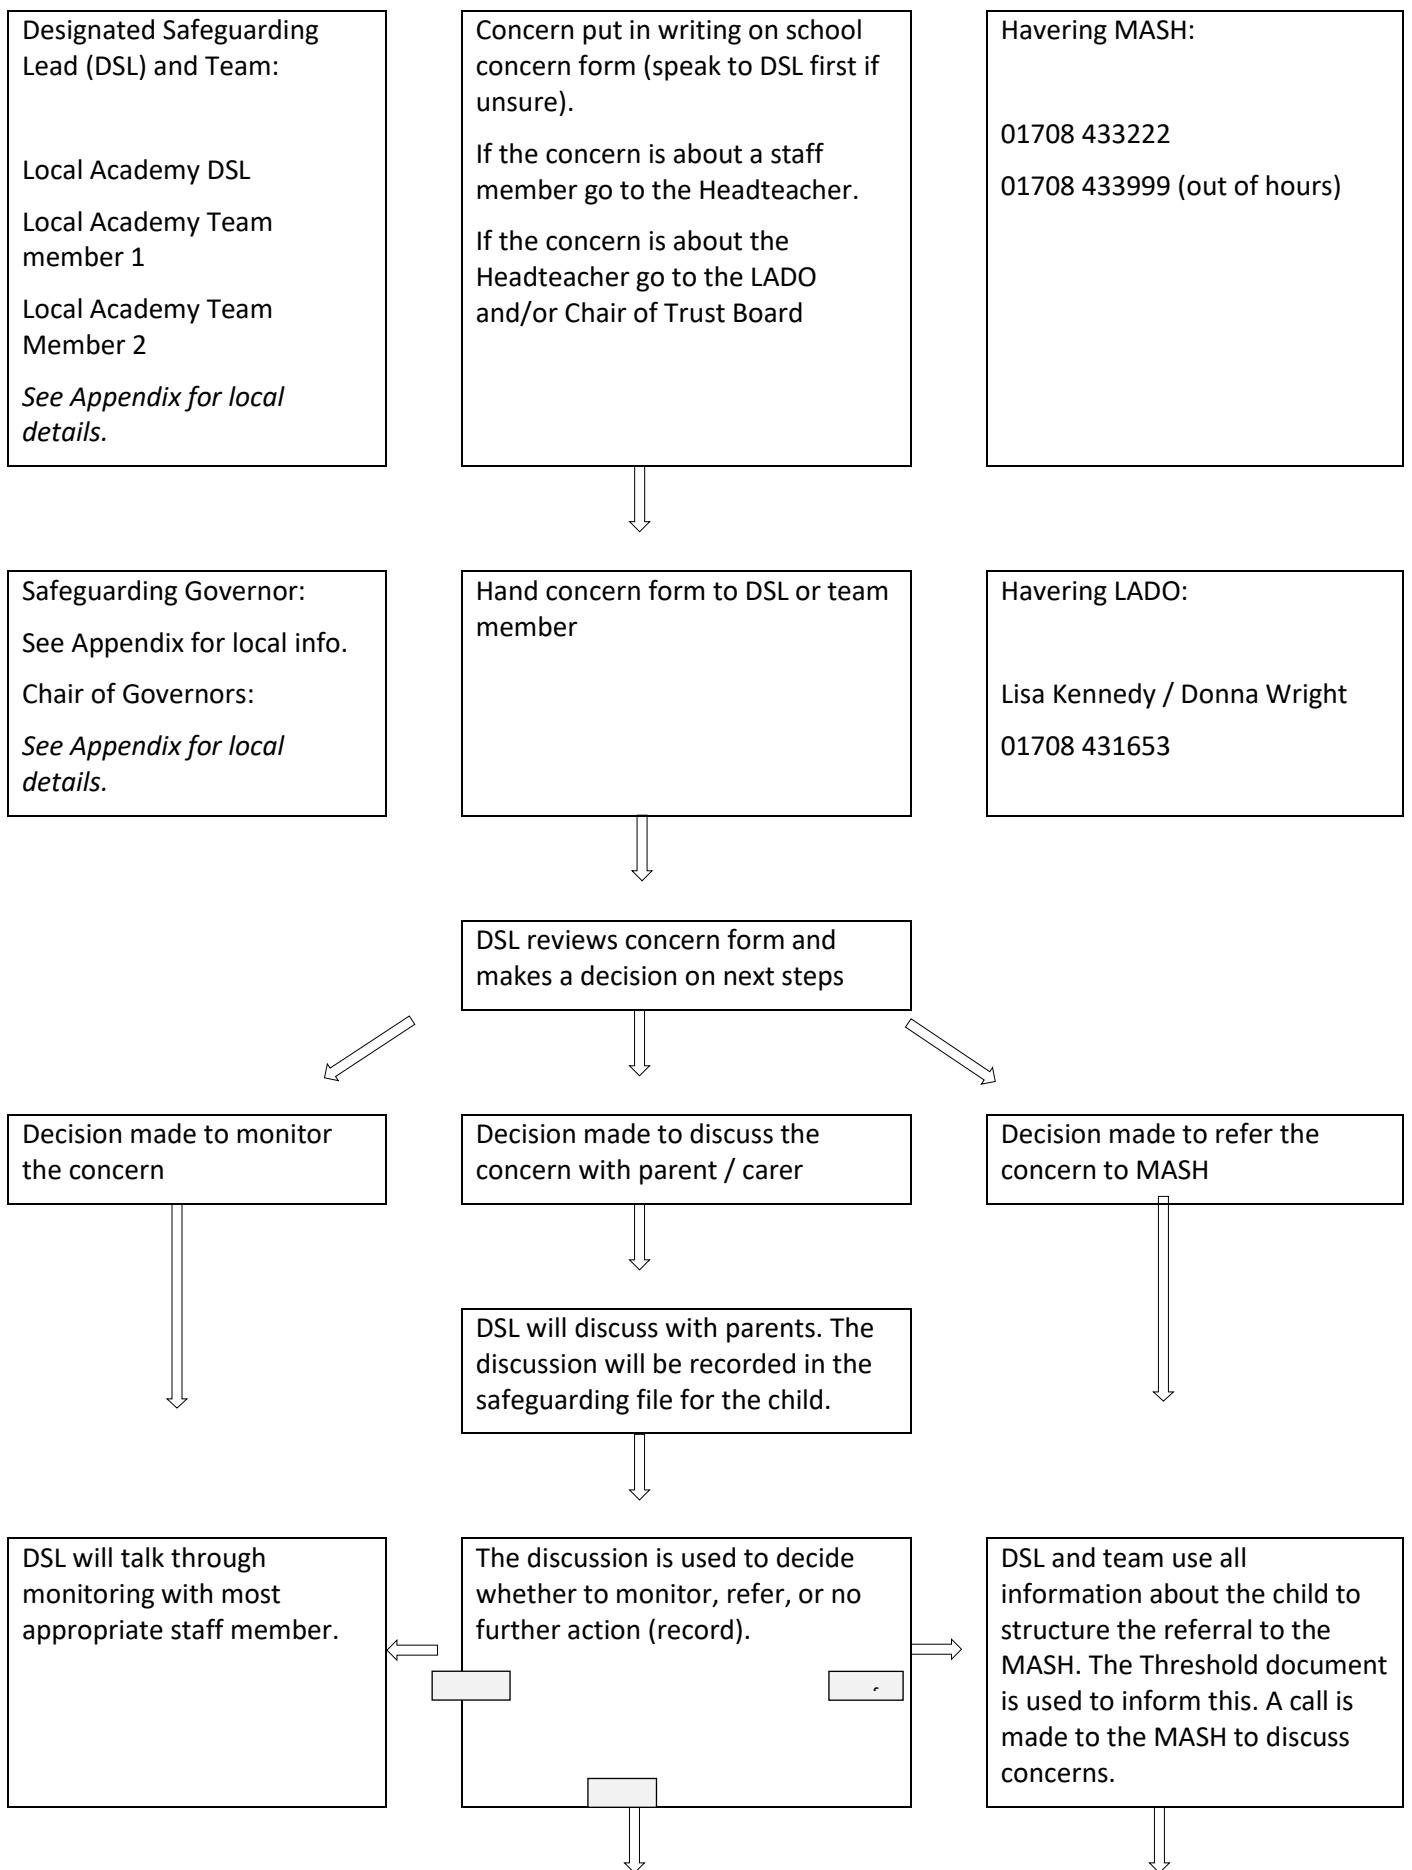 Designated Safeguarding
Lead (DSL) and Team:
Local Academy DSL
Local Academy Team
member 1
Local Academy Team
Member 2
See Appendix for local
details.
Concern put in writing on school
concern form (speak to DSL first if
unsure).
If the concern is about a staff
member go to the Headteacher.
If the concern is about the
Headteacher go to the LADO
and/or Chair of Trust Board
Havering MASH:
01708 433222
01708 433999 (out of hours)
Safeguarding Governor:
See Appendix for local info.
Chair of Governors:
See Appendix for local
details.
Hand concern form to DSL or team
member
Havering LADO:
Lisa Kennedy / Donna Wright
01708 431653
DSL reviews concern form and
makes a decision on next steps
Decision made to monitor
the concern
Decision made to discuss the
concern with parent / carer
Decision made to refer the
concern to MASH
DSL will discuss with parents. The
discussion will be recorded in the
safeguarding file for the child.
DSL will talk through
monitoring with most
appropriate staff member.
The discussion is used to decide
whether to monitor, refer, or no
further action (record).
DSL and team use all
information about the child to
structure the referral to the
MASH. The Threshold document
is used to inform this. A call is
made to the MASH to discuss
concerns.